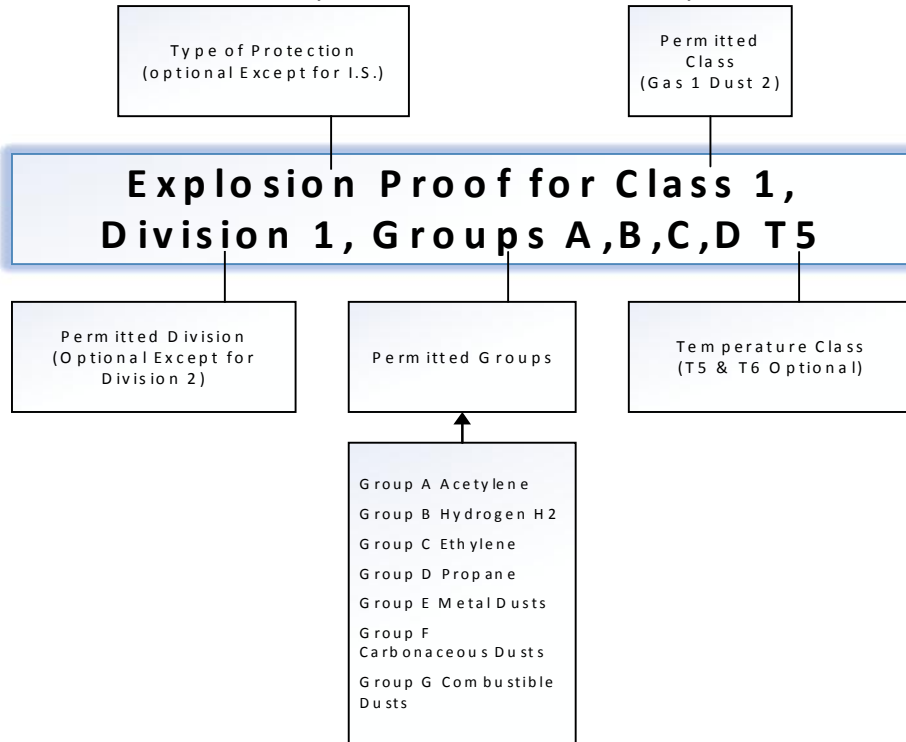 Type of Protection
(optional Except for I.S.)
Permitted
Class
(Gas 1 Dust 2)
Explosion Proof for Class 1,
Division 1, Groups A,B,C,D T5
Permitted Division
(Optional Except for
Division 2)
Permitted Groups
Temperature Class
(T5 & T6 Optional)
Group A Acetylene
Group B Hydrogen H2
Group C Ethylene
Group D Propane
Group E Metal Dusts
Group F
Carbonaceous Dusts
Group G Combustible
Dusts